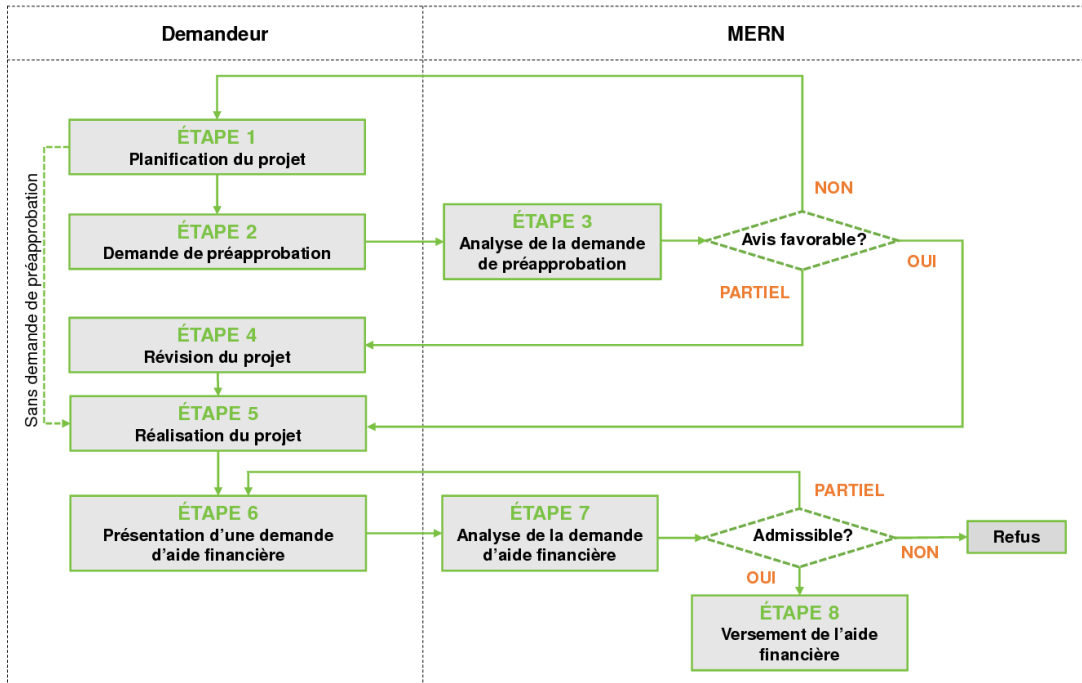 Demandeur
MERN
ÉTAPE 1
Planification du projet
NON
Sans demande de préapprobation
ÉTAPE 2
Demande de préapprobation
ÉTAPE 3
Analyse de la demande
de préapprobation
Avis favorable?
OUI
PARTIEL
ÉTAPE 4
Révision du projet
ÉTAPE 5
Réalisation du projet
PARTIEL
ÉTAPE 6
Présentation d'une demande
d'aide financière
ÉTAPE 7
Analyse de la demande
d'aide financière
Admissible?
NON
Refus
OUI
ÉTAPE 8
Versement de l'aide
financière